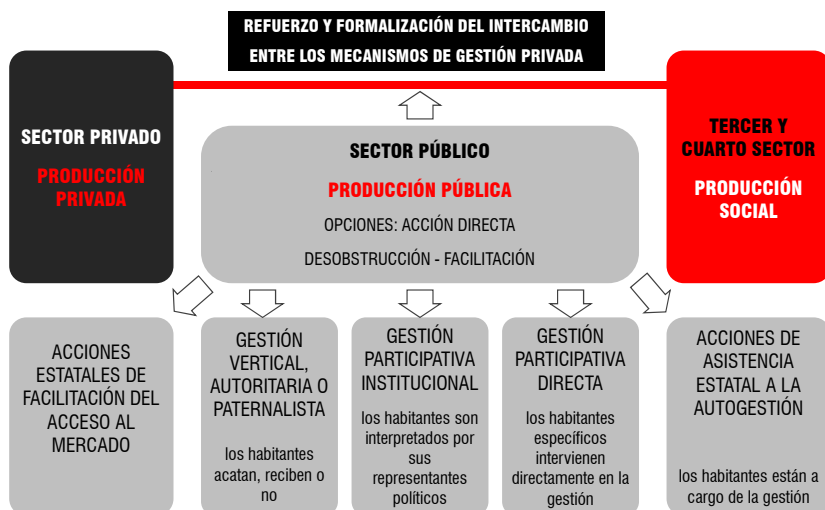 REFUERZO Y FORMALIZACIÓN DEL INTERCAMBIO
ENTRE LOS MECANISMOS DE GESTIÓN PRIVADA
SECTOR PRIVADO
PRODUCCIÓN
PRIVADA
SECTOR PÚBLICO
PRODUCCIÓN PÚBLICA
OPCIONES: ACCIÓN DIRECTA
DESOBSTRUCCIÓN - FACILITACIÓN
TERCER Y
CUARTO SECTOR
PRODUCCIÓN
SOCIAL
ACCIONES
ESTATALES DE
FACILITACIÓN DEL
ACCESO AL
MERCADO
GESTIÓN
VERTICAL,
AUTORITARIA O
PATERNALISTA
los habitantes
acatan, reciben o
no
GESTIÓN
PARTICIPATIVA
INSTITUCIONAL
los habitantes son
interpretados por
sus
representantes
políticos
GESTIÓN
PARTICIPATIVA
DIRECTA
los habitantes
específicos
intervienen
directamente en la
gestión
ACCIONES DE
ASISTENCIA
ESTATAL A LA
AUTOGESTIÓN
los habitantes están a
cargo de la gestión